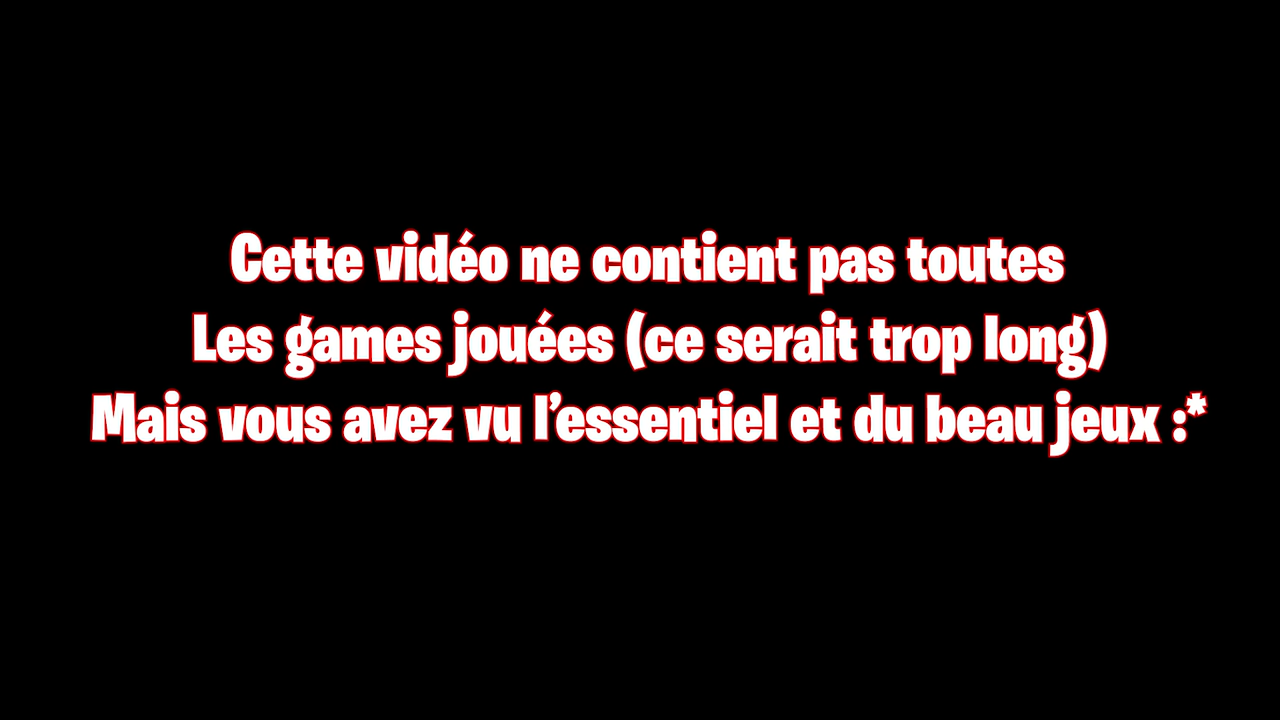 Cette vidéo ne contient pas toutes
Les games jouées (ce serait trop long)
Mais vous avez vu l'essentiel et du beau jeux :*